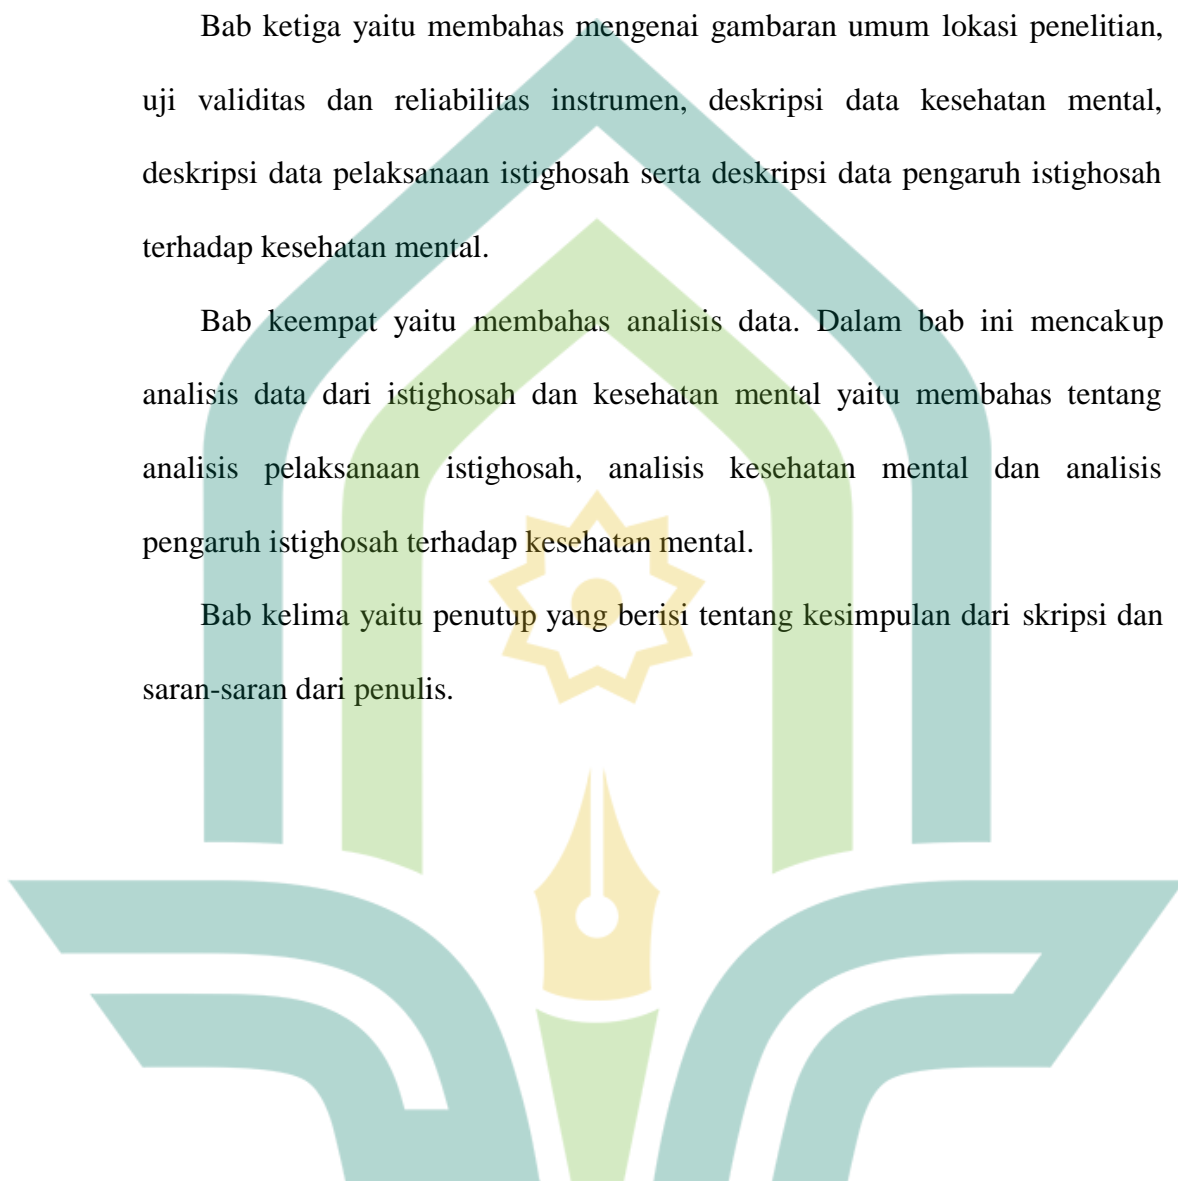 Bab ketiga yaitu membahas mengenai gambaran umum lokasi penelitian,
uji validitas dan reliabilitas instrumen, deskripsi data kesehatan mental,
deskripsi data pelaksanaan istighosah serta deskripsi data pengaruh istighosah
terhadap kesehatan mental.
Bab keempat yaitu membahas analisis data. Dalam bab ini mencakup
analisis data dari istighosah dan kesehatan mental yaitu membahas tentang
analisis pelaksanaan istighosah, analisis kesehatan mental dan analisis
pengaruh istighosah terhadap kesehatan mental.
Bab kelima yaitu penutup yang berisi tentang kesimpulan dari skripsi dan
saran-saran dari penulis.